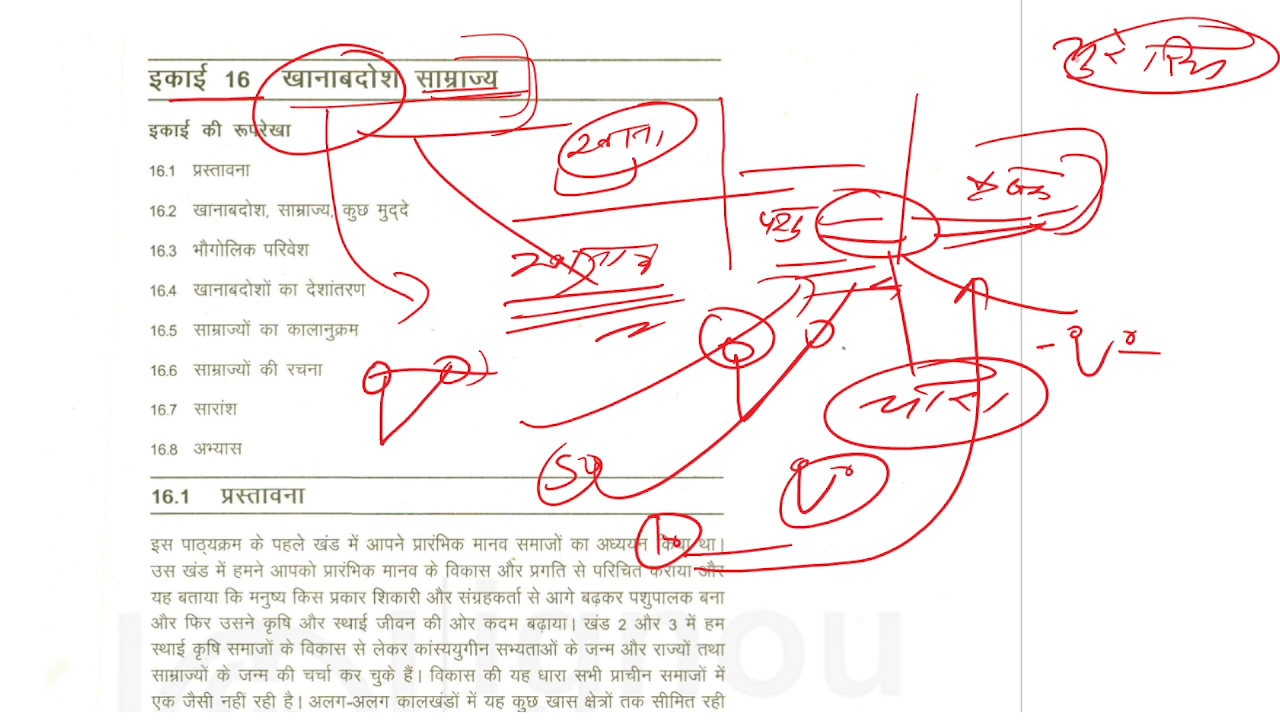 इकाई 16 खानाबदोश साम्राज्य
इकाई की रूपरेखा
16.1 प्रस्तावना
16.2 खानाबदोश, साम्राज्य, कुछ मुद्दे
16.3 भौगोलिक परिवेश
16.4 खानाबदोशों का देशांतरण
16.5 साम्राज्यों का कालानुक्रम
16.6 साम्राज्यों की रचना
16.7 सारांश
16.8 अभ्यास
16.1 प्रस्तावना
इस पाठ्यक्रम के पहले खंड में आपने प्रारंभिक मानव समाजों का अध्ययन किया था।
उस खंड में हमने आपको प्रारंभिक मानव के विकास और प्रगति से परिचित कराया और
यह बताया कि मनुष्य किस प्रकार शिकारी और संग्रहकर्ता से आगे बढ़कर पशुपालक बना
और फिर उसने कृषि और स्थाई जीवन की ओर कदम बढ़ाया। खंड 2 और 3 में हम
स्थाई कृषि समाजों के विकास से लेकर कांस्ययुगीन सभ्यताओं के जन्म और राज्यों तथा
साम्राज्यों के जन्म की चर्चा कर चुके हैं। विकास की यह धारा सभी प्राचीन समाजों में
एक जैसी नहीं रही है। अलग-अलग कालखंडों में यह कुछ खास क्षेत्रों तक सीमित रही